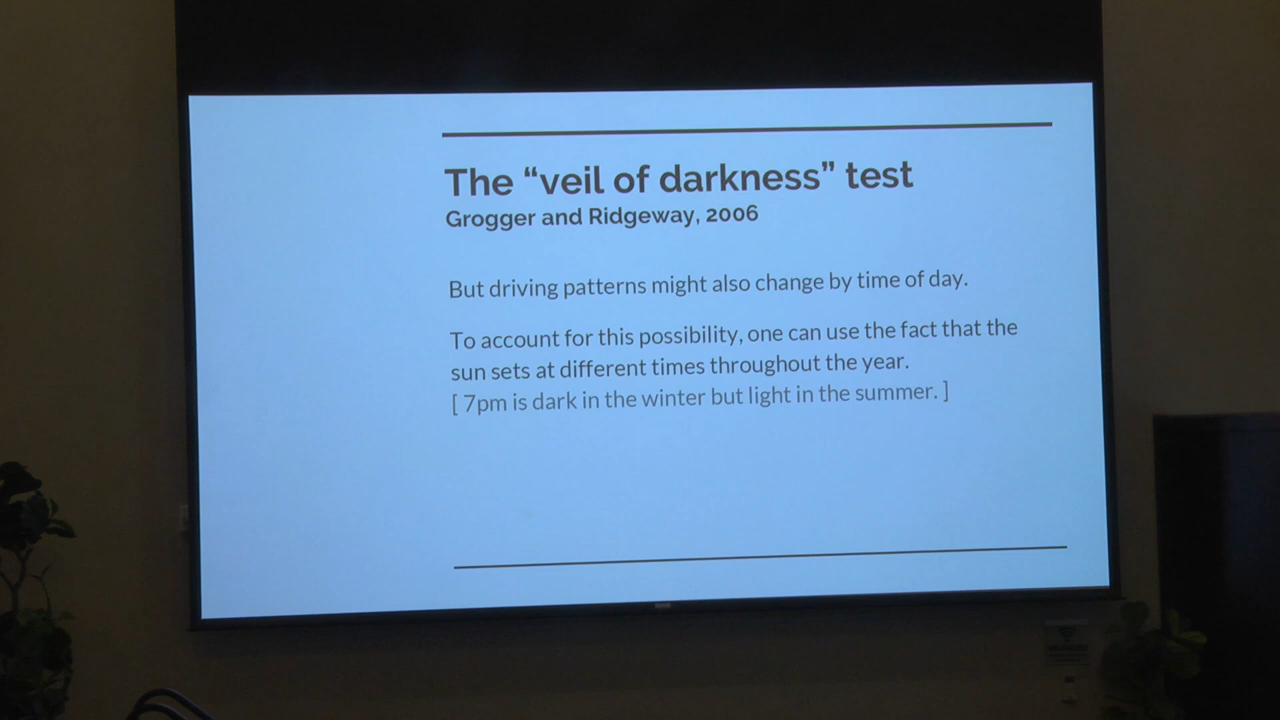 The “veil of darkness” test
Grogger and Ridgeway, 2006
But driving patterns might also change by time of day.
To account for this possibility, one can use the fact that the
sun sets at different times throughout the year.
[ 7pm is dark in the winter but light in the summer. ]